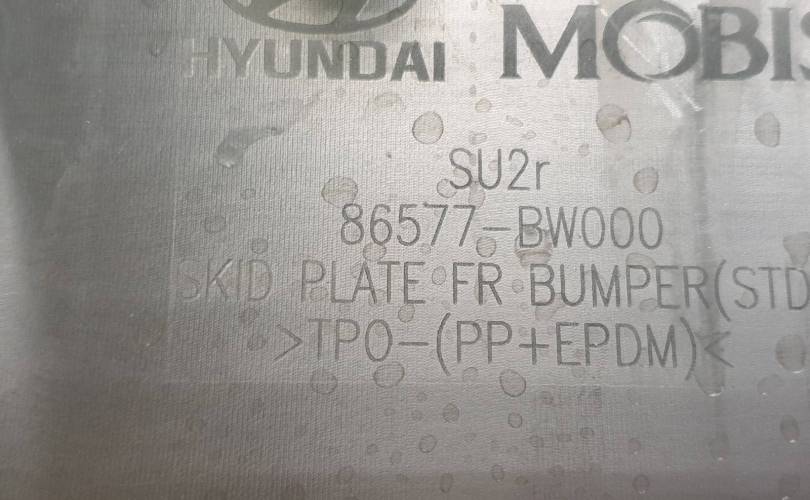 HYUNDAI MOBIS
SU2r
86577-BW000
SKID PLATE FR BUMPER(STD
>TPO-(PP+EPDM)<